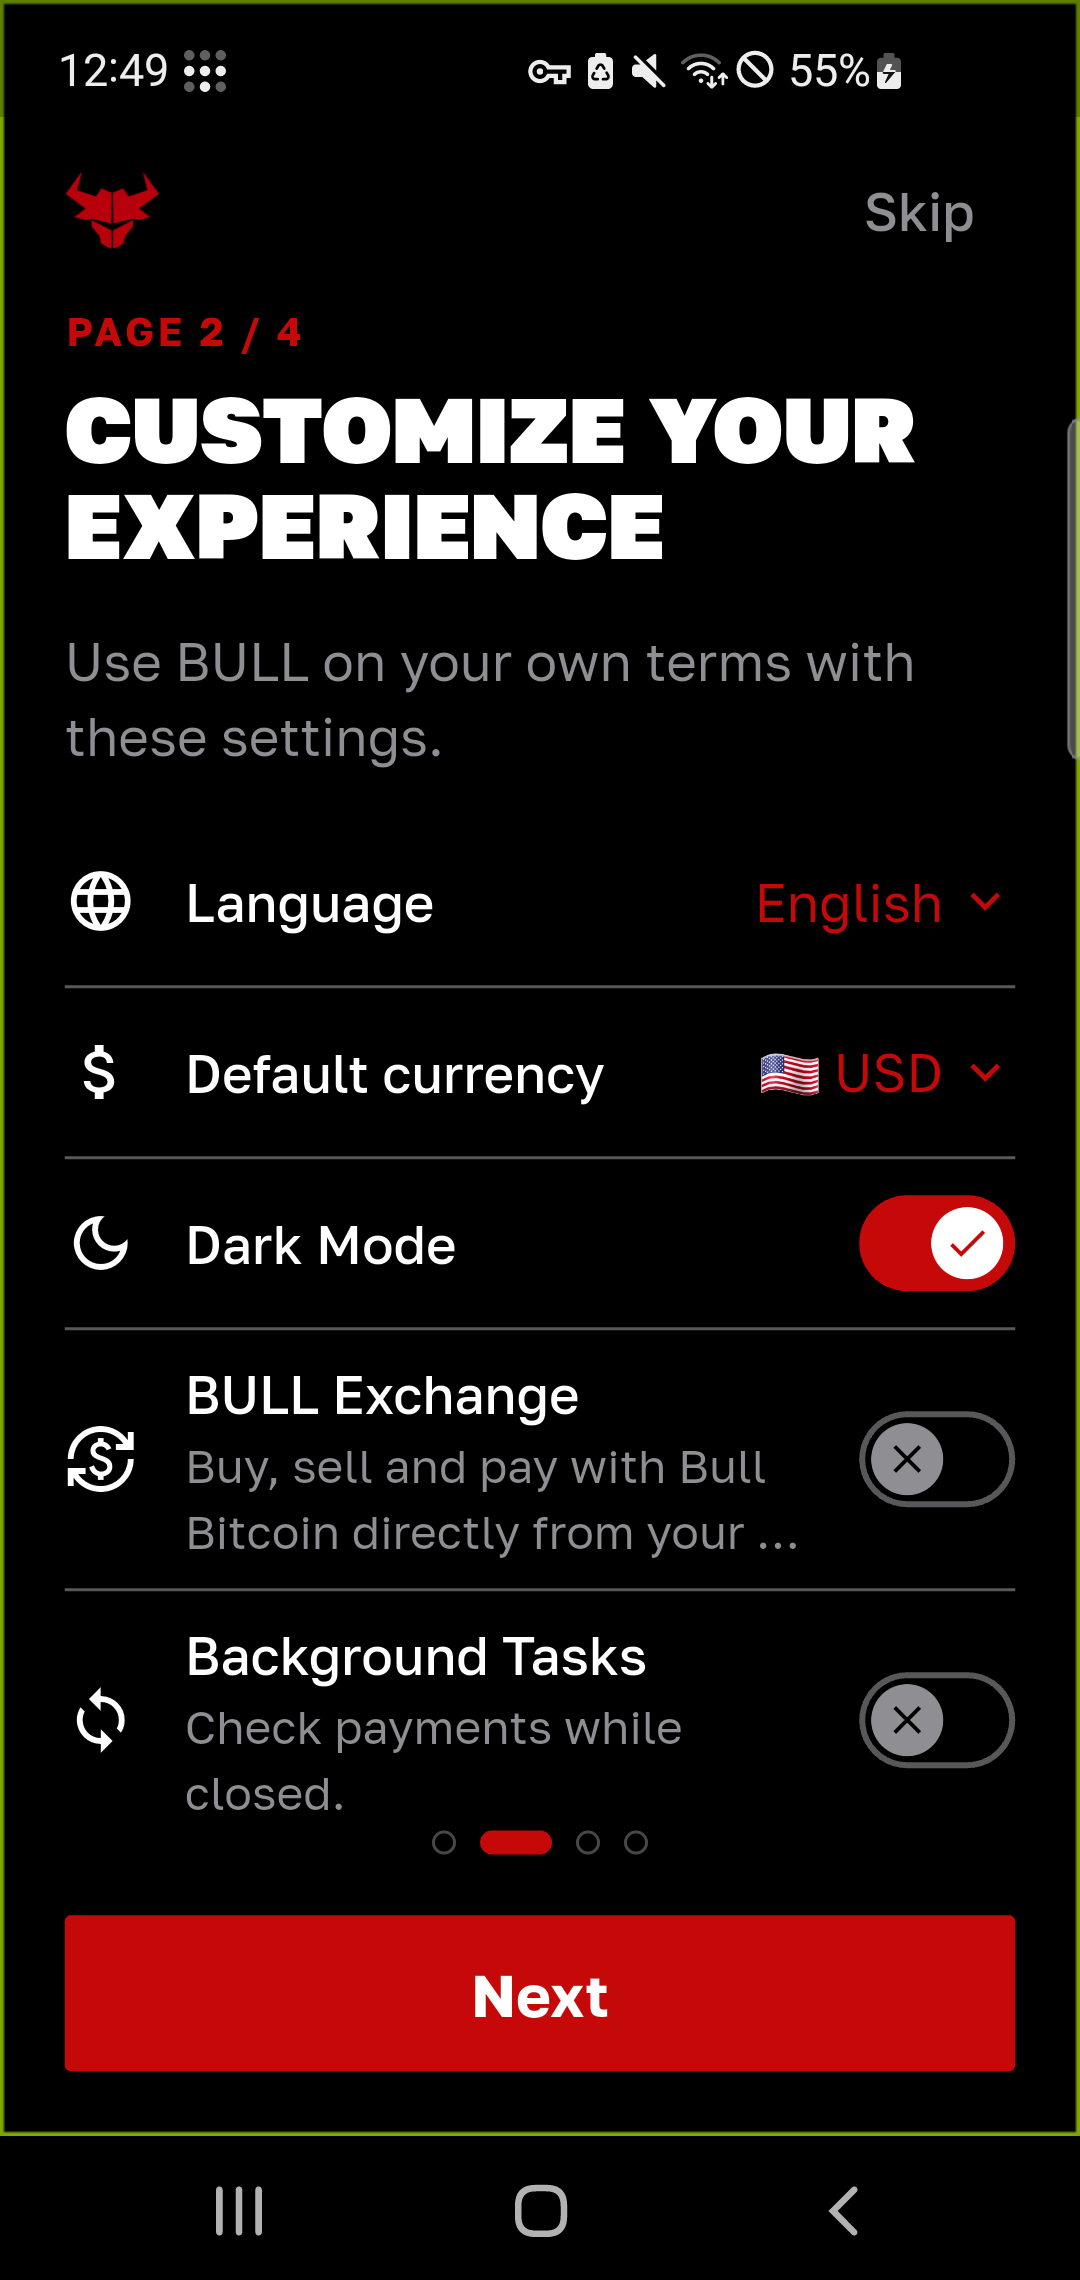 12:49
55%
Skip
PAGE 2 / 4
CUSTOMIZE YOUR
EXPERIENCE
Use BULL on your own terms with
these settings.
Language English
Default currency 🇺🇸 USD
Dark Mode
BULL Exchange
Buy, sell and pay with Bull
Bitcoin directly from your ...
Background Tasks
Check payments while
closed.
Next